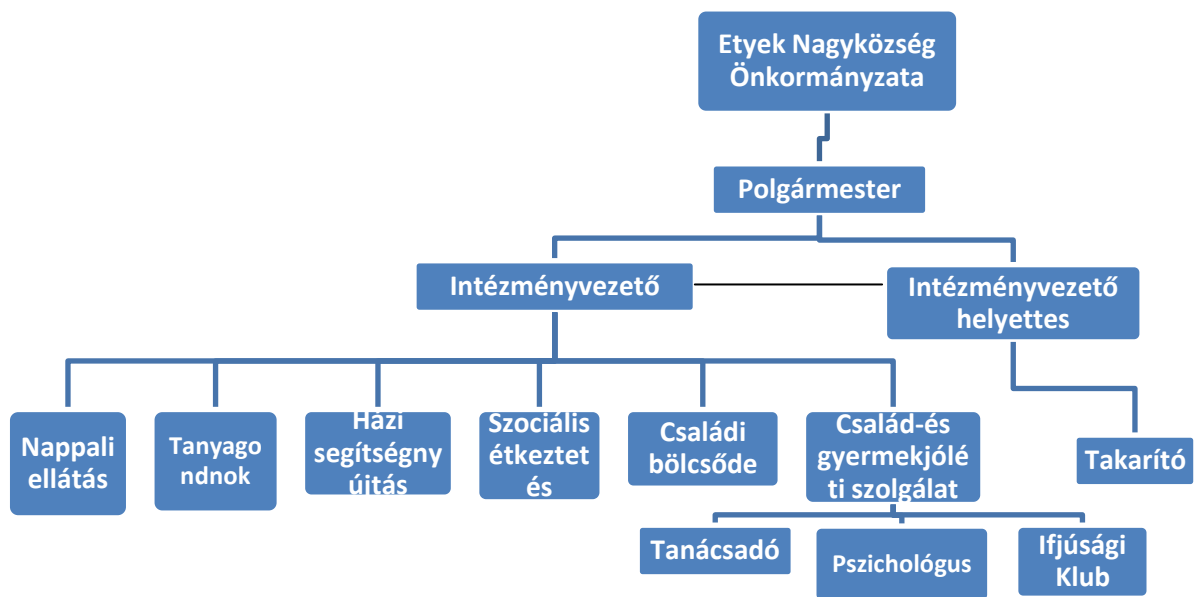 Etyek Nagyközség
Önkormányzata
Polgármester
Intézményvezető
Intézményvezető
helyettes
Nappali
ellátás
Tanyago
ndnok
Házi
segítségny
újtás
Szociális
étkeztet
és
Családi
bölcsőde
Család-és
gyermekjólé
ti szolgálat
Takarító
Tanácsadó
Pszichológus
Ifjúsági
Klub